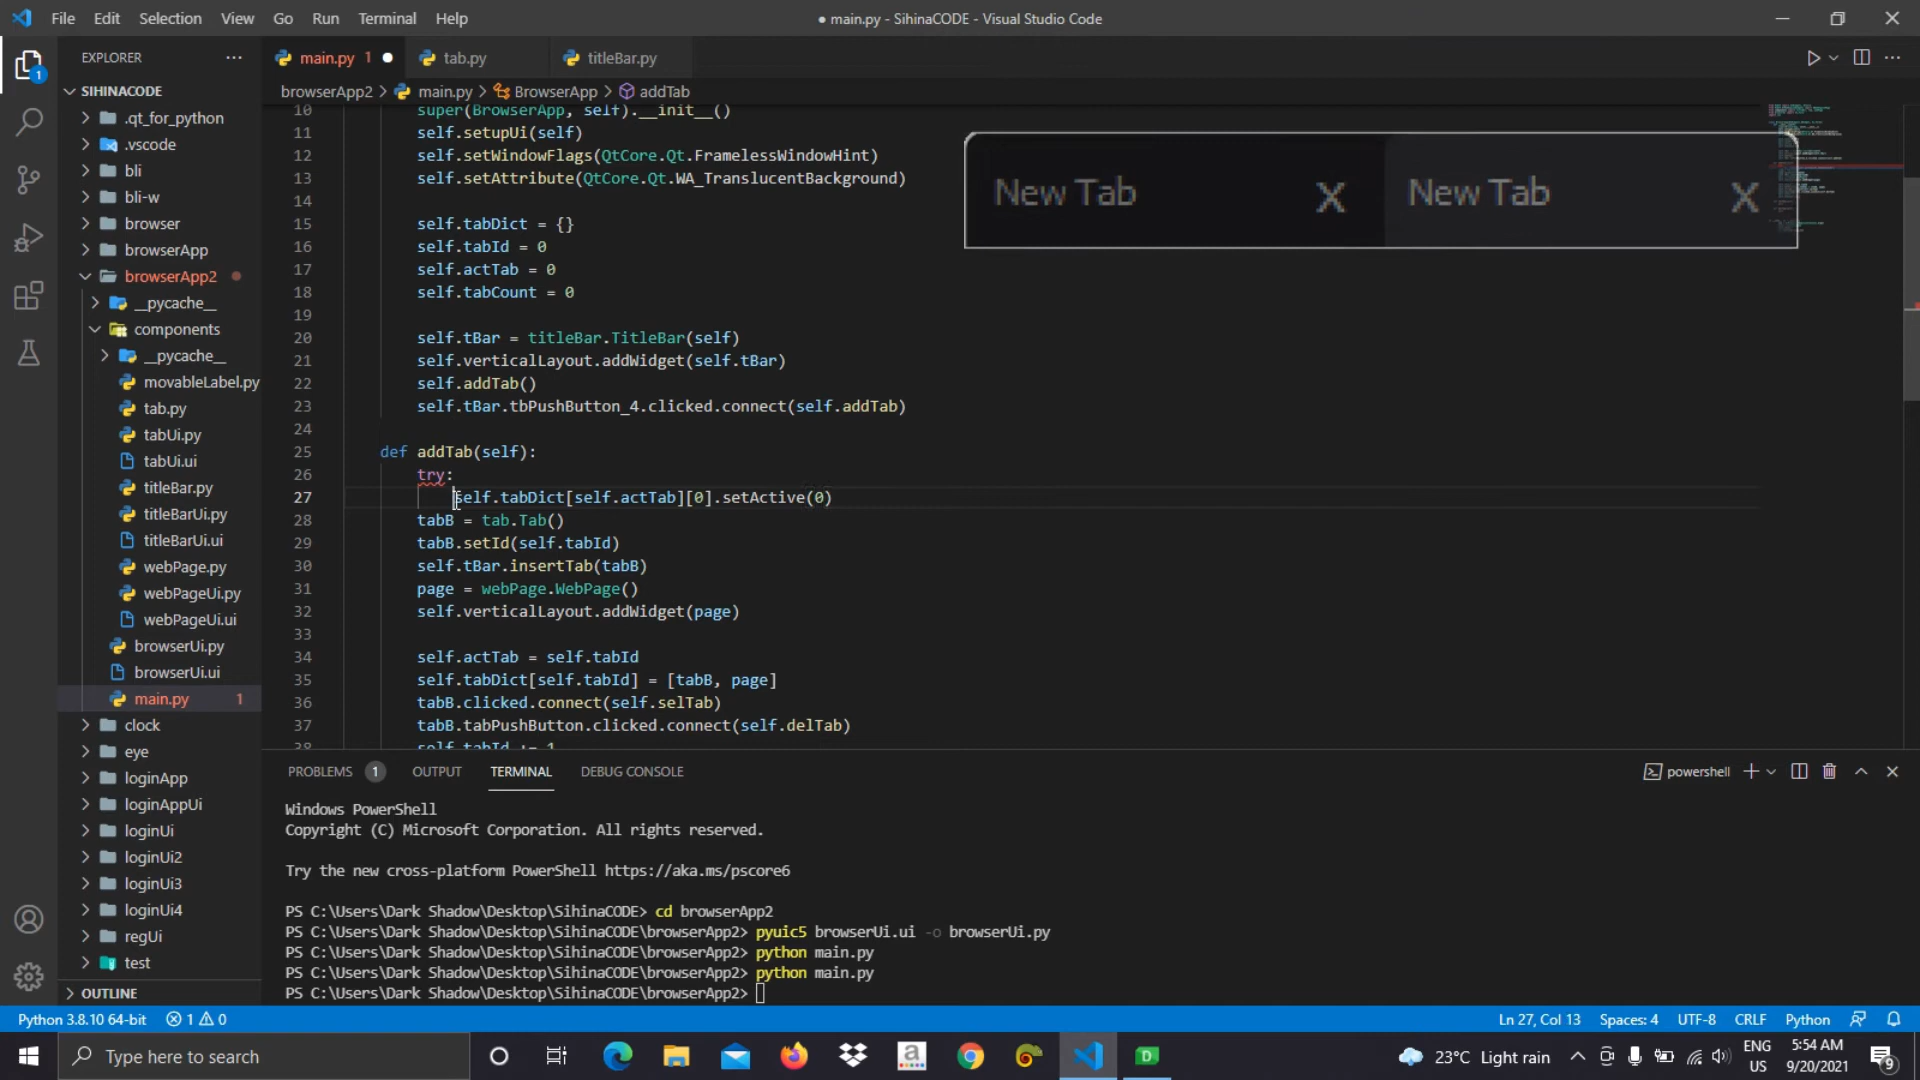 File Edit Selection View Go Run Terminal Help
● main.py - SihinaCODE - Visual Studio Code
EXPLORER
main.py 1
tab.py
titleBar.py
SIHINACODE
browserApp2 > main.py > BrowserApp > addTab
.qt_for_python
.vscode
bli
bli-w
browser
browserApp
browserApp2
__pycache__
components
__pycache__
movableLabel.py
tab.py
tabUi.py
tabUi.ui
titleBar.py
titleBarUi.py
titleBarUi.ui
webPage.py
webPageUi.py
webPageUi.ui
browserUi.py
browserUi.ui
main.py 1
clock
eye
loginApp
loginAppUi
loginUi
loginUi2
loginUi3
loginUi4
regUi
test
OUTLINE
10 super(BrowserApp, self).__init__()
11 self.setupUi(self)
12 self.setWindowFlags(QtCore.Qt.FramelessWindowHint)
13 self.setAttribute(QtCore.Qt.WA_TranslucentBackground)
14
15 self.tabDict = {}
16 self.tabId = 0
17 self.actTab = 0
18 self.tabCount = 0
19
20 self.tBar = titleBar.TitleBar(self)
21 self.verticalLayout.addWidget(self.tBar)
22 self.addTab()
23 self.tBar.tbPushButton_4.clicked.connect(self.addTab)
24
25 def addTab(self):
26 try:
27 self.tabDict[self.actTab][0].setActive(0)
28 tabB = tab.Tab()
29 tabB.setId(self.tabId)
30 self.tBar.insertTab(tabB)
31 page = webPage.WebPage()
32 self.verticalLayout.addWidget(page)
33
34 self.actTab = self.tabId
35 self.tabDict[self.tabId] = [tabB, page]
36 tabB.clicked.connect(self.selTab)
37 tabB.tabPushButton.clicked.connect(self.delTab)
38 self.tabId += 1
New Tab X New Tab X
PROBLEMS 1 OUTPUT TERMINAL DEBUG CONSOLE
powershell
Windows PowerShell
Copyright (C) Microsoft Corporation. All rights reserved.
Try the new cross-platform PowerShell https://aka.ms/pscore6
PS C:\Users\Dark Shadow\Desktop\SihinaCODE> cd browserApp2
PS C:\Users\Dark Shadow\Desktop\SihinaCODE\browserApp2> pyuic5 browserUi.ui -o browserUi.py
PS C:\Users\Dark Shadow\Desktop\SihinaCODE\browserApp2> python main.py
PS C:\Users\Dark Shadow\Desktop\SihinaCODE\browserApp2> python main.py
PS C:\Users\Dark Shadow\Desktop\SihinaCODE\browserApp2>
Python 3.8.10 64-bit 1 0
Ln 27, Col 13 Spaces: 4 UTF-8 CRLF Python
Type here to search
23°C Light rain
ENG
US
5:54 AM
9/20/2021
9